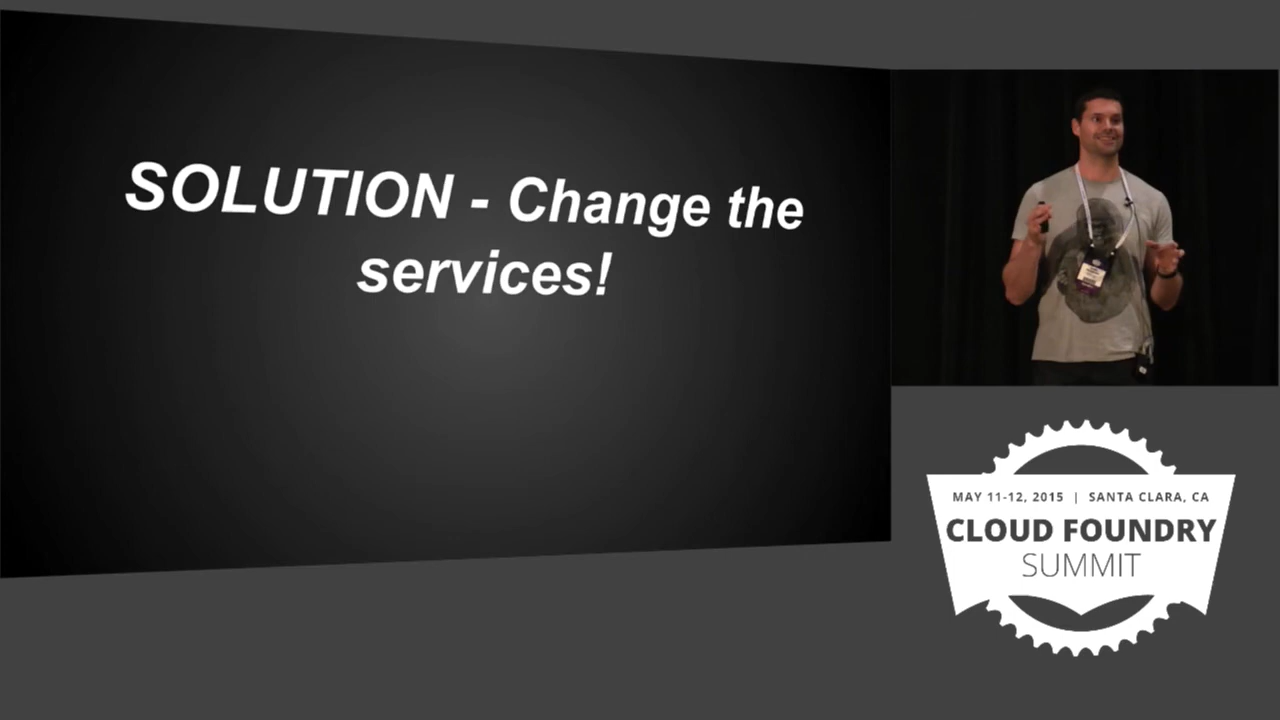 SOLUTION - Change the
services!
MAY 11-12, 2015 | SANTA CLARA, CA
CLOUD FOUNDRY
SUMMIT